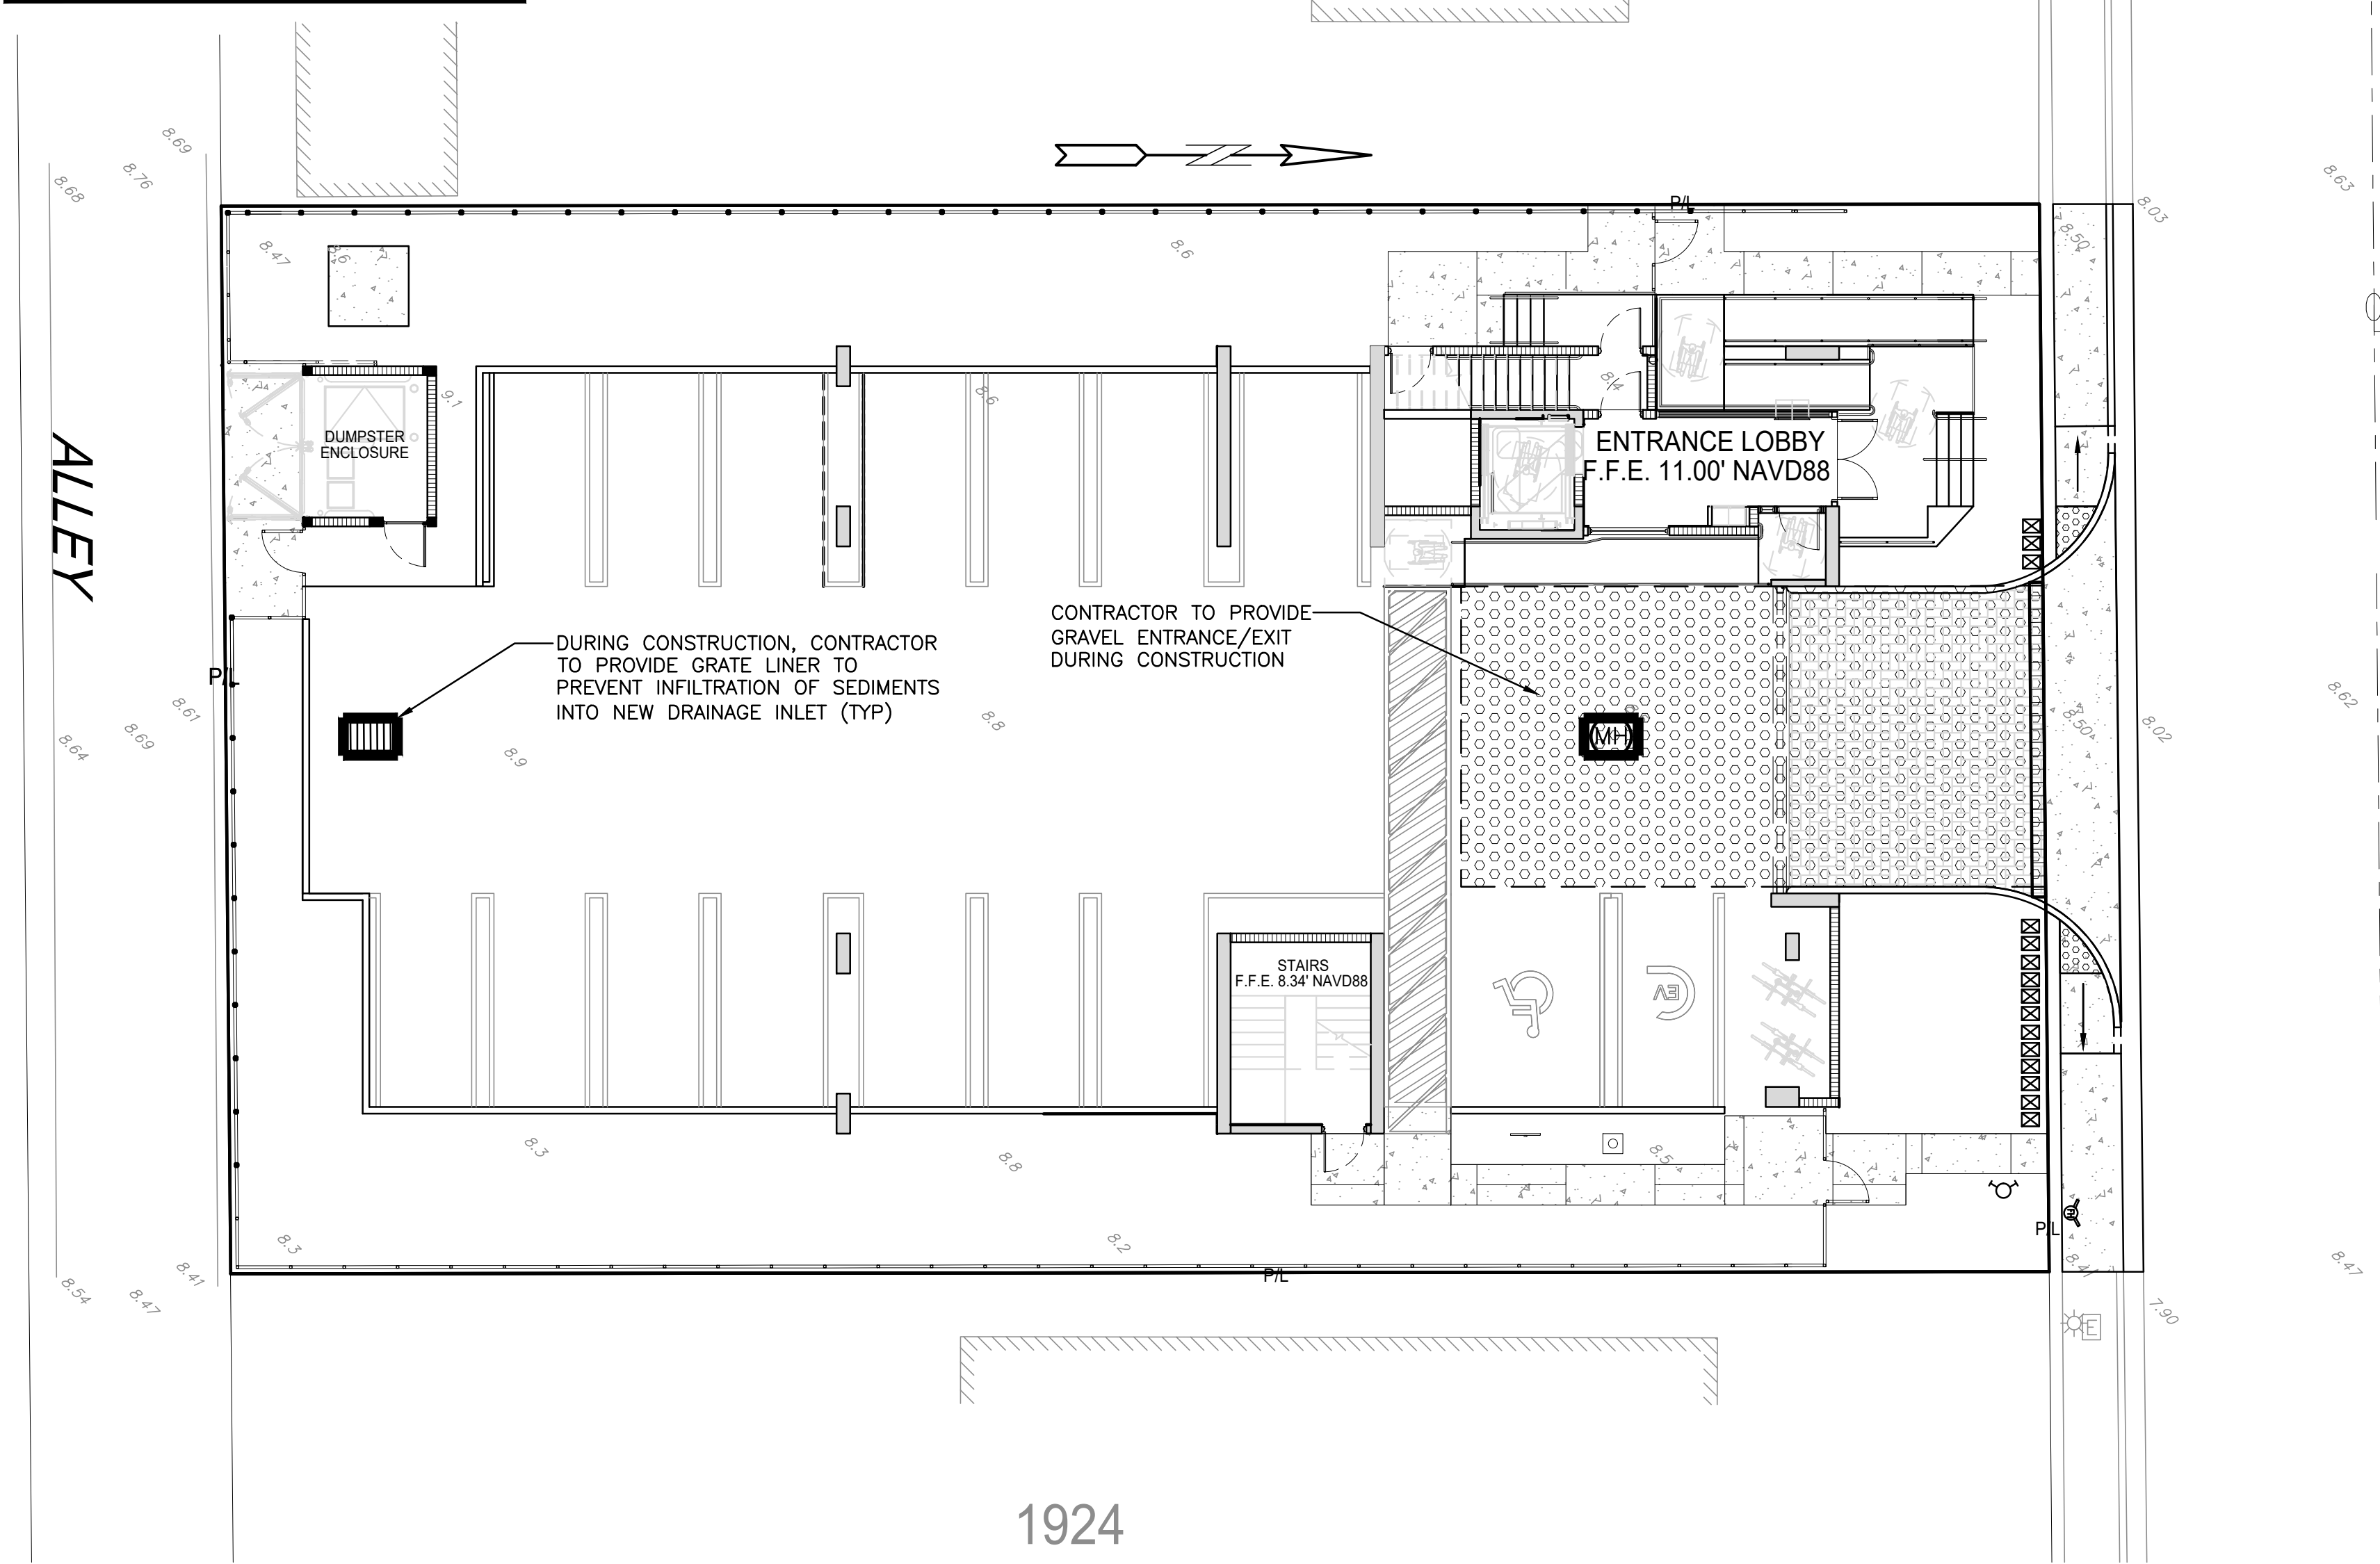 8.69
8.76
8.68
8.63
8.03
P/L
8.50
8.47
8.6
8.6
8.6
8.4
9.1
DUMPSTER
ENCLOSURE
ENTRANCE LOBBY
F.F.E. 11.00' NAVD88
ALLEY
CONTRACTOR TO PROVIDE
GRAVEL ENTRANCE/EXIT
DURING CONSTRUCTION
DURING CONSTRUCTION, CONTRACTOR
TO PROVIDE GRATE LINER TO
PREVENT INFILTRATION OF SEDIMENTS
INTO NEW DRAINAGE INLET (TYP)
P/L
8.61
8.69
8.64
8.9
8.8
MH
8.50
8.02
8.62
STAIRS
F.F.E. 8.34' NAVD88
EV
8.3
8.8
8.5
8.3
8.2
P/L
P/L
8.41
8.54
8.47
8.47
7.90
E
1924